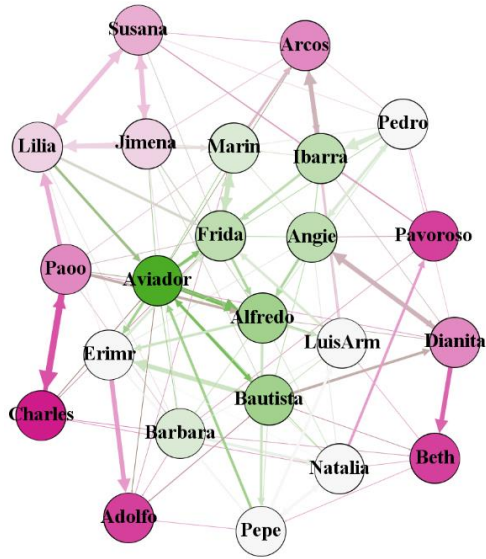 Susana
Arcos
Pedro
Lilia
Jimena
Marin
Ibarra
Frida
Angie
Pavoroso
Paoo
Aviador
Alfredo
LuisArm
Dianita
Erimr
Bautista
Charles
Barbara
Natalia
Beth
Adolfo
Pepe